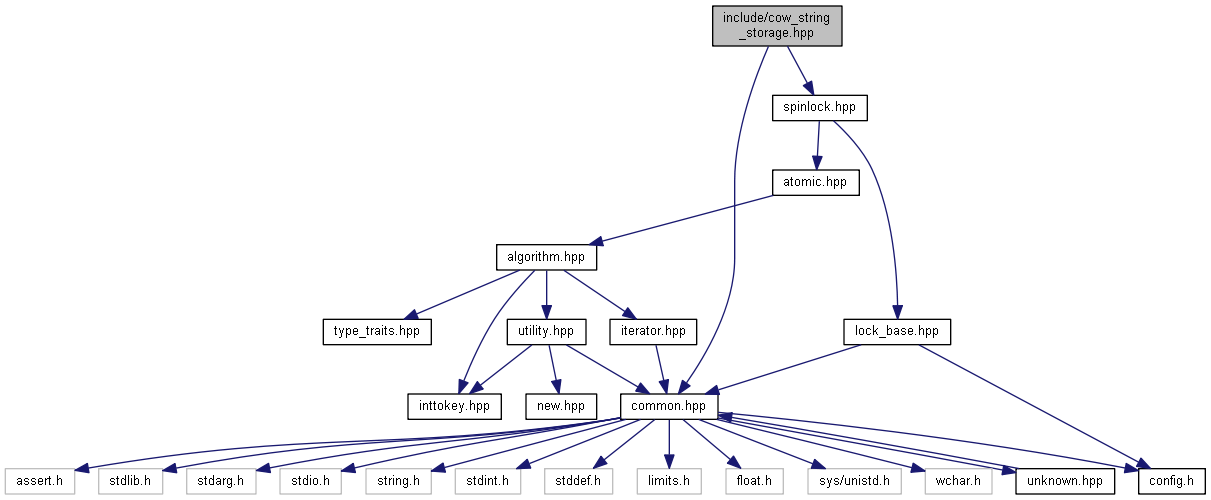 include/cow_string
_storage.hpp
spinlock.hpp
atomic.hpp
algorithm.hpp
type_traits.hpp
utility.hpp
iterator.hpp
lock_base.hpp
inttokey.hpp
new.hpp
common.hpp
assert.h
stdlib.h
stdarg.h
stdio.h
string.h
stdint.h
stddef.h
limits.h
float.h
sys/unistd.h
wchar.h
unknown.hpp
config.h